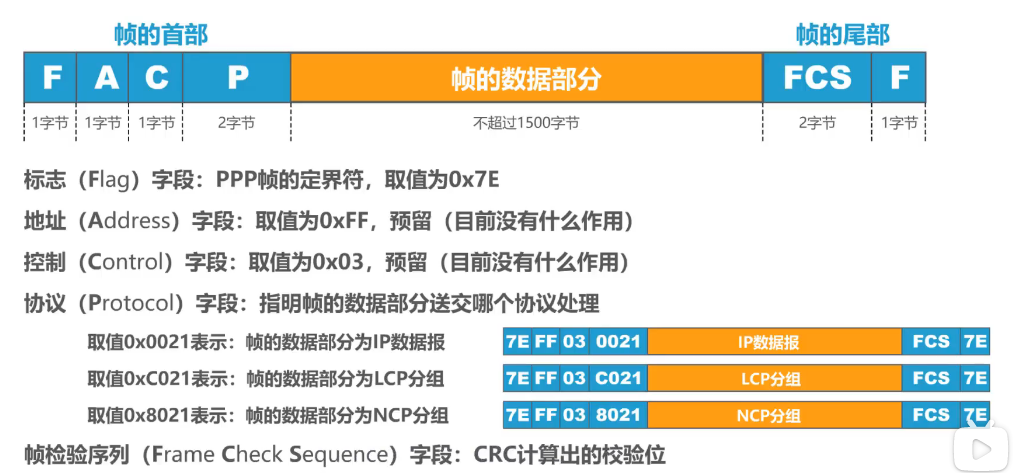 帧的首部 帧的尾部
F A C P 帧的数据部分 FCS F
1字节 1字节 1字节 2字节 不超过1500字节 2字节 1字节
标志（Flag）字段：PPP帧的定界符，取值为0x7E
地址（Address）字段：取值为0xFF，预留（目前没有什么作用）
控制（Control）字段：取值为0x03，预留（目前没有什么作用）
协议（Protocol）字段：指明帧的数据部分送交哪个协议处理
取值0x0021表示：帧的数据部分为IP数据报 7E FF 03 0021 IP数据报 FCS 7E
取值0xC021表示：帧的数据部分为LCP分组 7E FF 03 C021 LCP分组 FCS 7E
取值0x8021表示：帧的数据部分为NCP分组 7E FF 03 8021 NCP分组 FCS 7E
帧检验序列（Frame Check Sequence）字段：CRC计算出的校验位